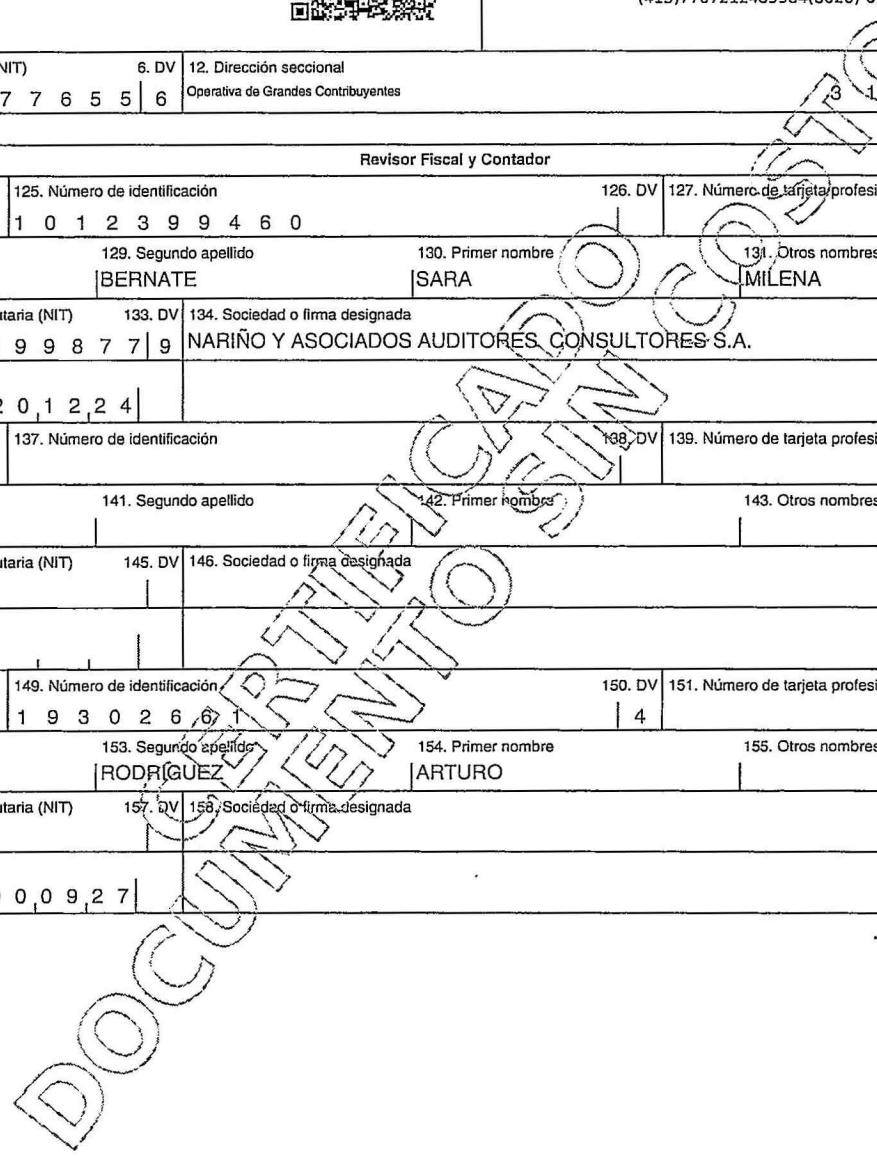 NIT) 6. DV 12. Dirección seccional
7 7 6 5 5 6 Operativa de Grandes Contribuyentes 3 1
Revisor Fiscal y Contador
125. Número de identificación 126. DV 127. Número de tarjeta profesi
1 0 1 2 3 9 9 4 6 0
129. Segundo apellido 130. Primer nombre 131. Otros nombres
BERNATE SARA MILENA
utaria (NIT) 133. DV 134. Sociedad o firma designada
9 9 8 7 7 9 NARIÑO Y ASOCIADOS AUDITORES CONSULTORES S.A.
2 0 1 2 2 4
137. Número de identificación 138. DV 139. Número de tarjeta profesi
141. Segundo apellido 142. Primer nombre 143. Otros nombres
utaria (NIT) 145. DV 146. Sociedad o firma designada
149. Número de identificación 150. DV 151. Número de tarjeta profesi
1 9 3 0 2 6 6 1 4
153. Segundo apellido 154. Primer nombre 155. Otros nombres
RODRÍGUEZ ARTURO
utaria (NIT) 157. DV 158. Sociedad o firma designada
0 0 9 2 7
CERTIFICADO
DOCUMENTO SIN COSTO